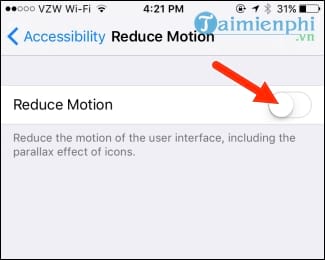 VZW Wi-Fi 4:21 PM 31%
Accessibility Reduce Motion
Taimienphi
.vn
Reduce Motion
Reduce the motion of the user interface, including the
parallax effect of icons.